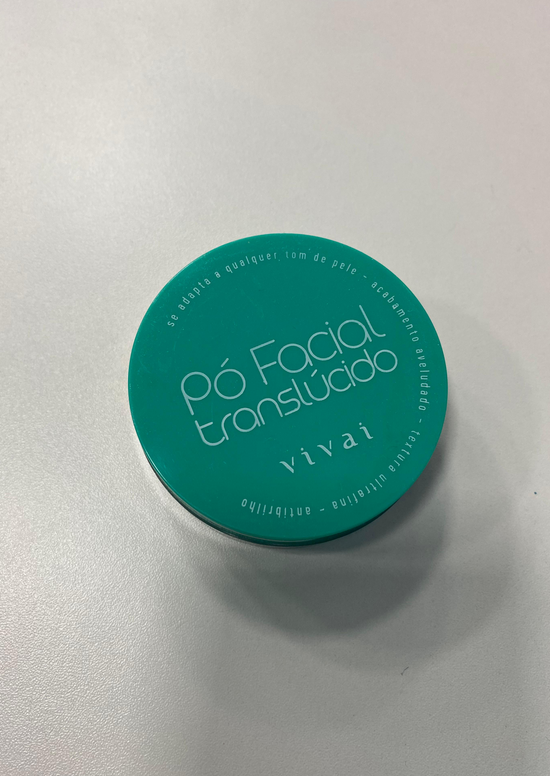 se adapta a qualquer tom de pele - acabamento aveludado - textura ultrafina - antibrilho
Pó Facial
translúcido
vivai